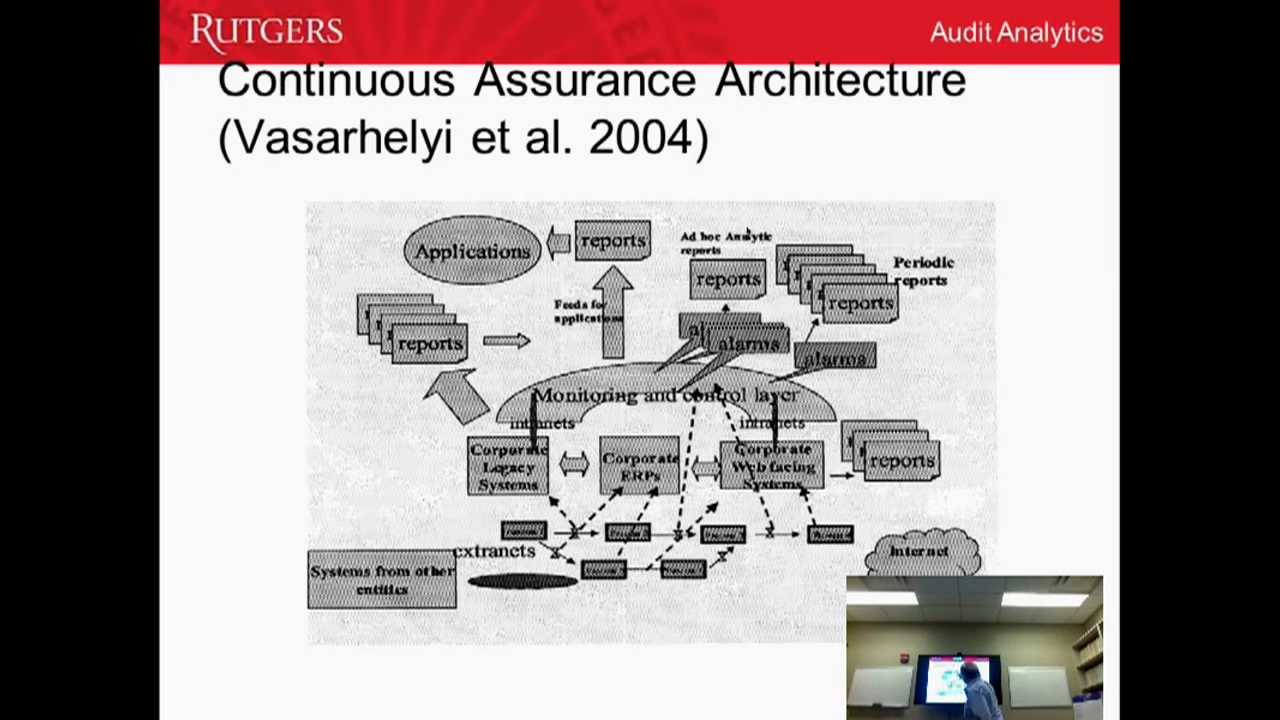 RUTGERS
Audit Analytics
Continuous Assurance Architecture
(Vasarhelyi et al. 2004)
Applications
reports
Ad hoc Analytic
reports
reports
Periodic
reports
reports
Feeds for
applications
reports
alarms
alarms
Monitoring and control layer
intranets
intranets
Corporate
Legacy
Systems
Corporate
ERPs
Corporate
Web facing
Systems
reports
extranets
Internet
Systems from other
entities